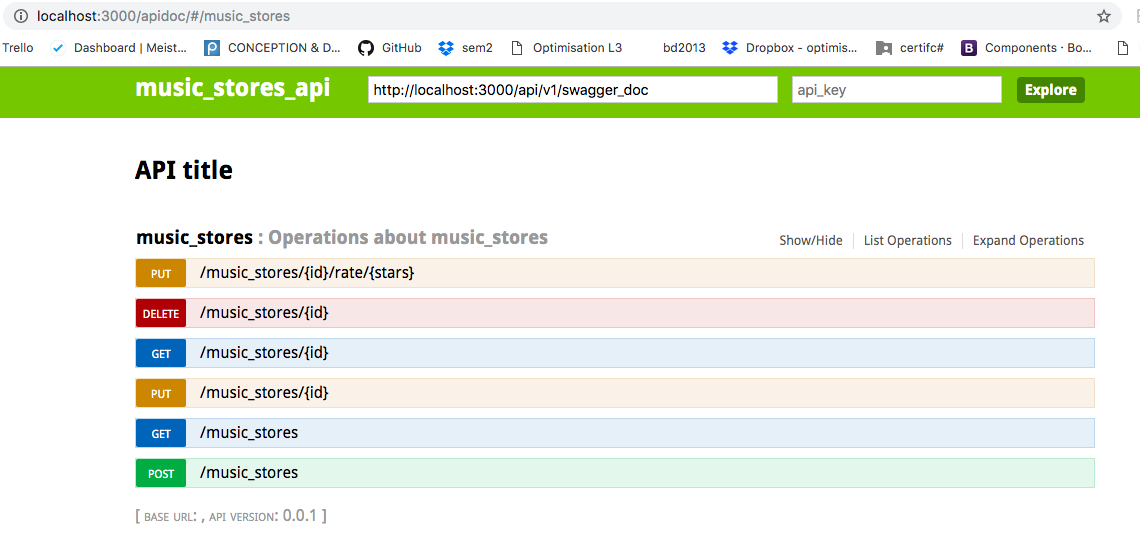 localhost:3000/apidoc/#/music_stores
Trello Dashboard | Meist... CONCEPTION & D... GitHub sem2 Optimisation L3 bd2013 Dropbox - optimis... certifc# Components · Bo...
music_stores_api http://localhost:3000/api/v1/swagger_doc api_key Explore
API title
music_stores : Operations about music_stores Show/Hide List Operations Expand Operations
PUT /music_stores/{id}/rate/{stars}
DELETE /music_stores/{id}
GET /music_stores/{id}
PUT /music_stores/{id}
GET /music_stores
POST /music_stores
[ BASE URL: , API VERSION: 0.0.1 ]